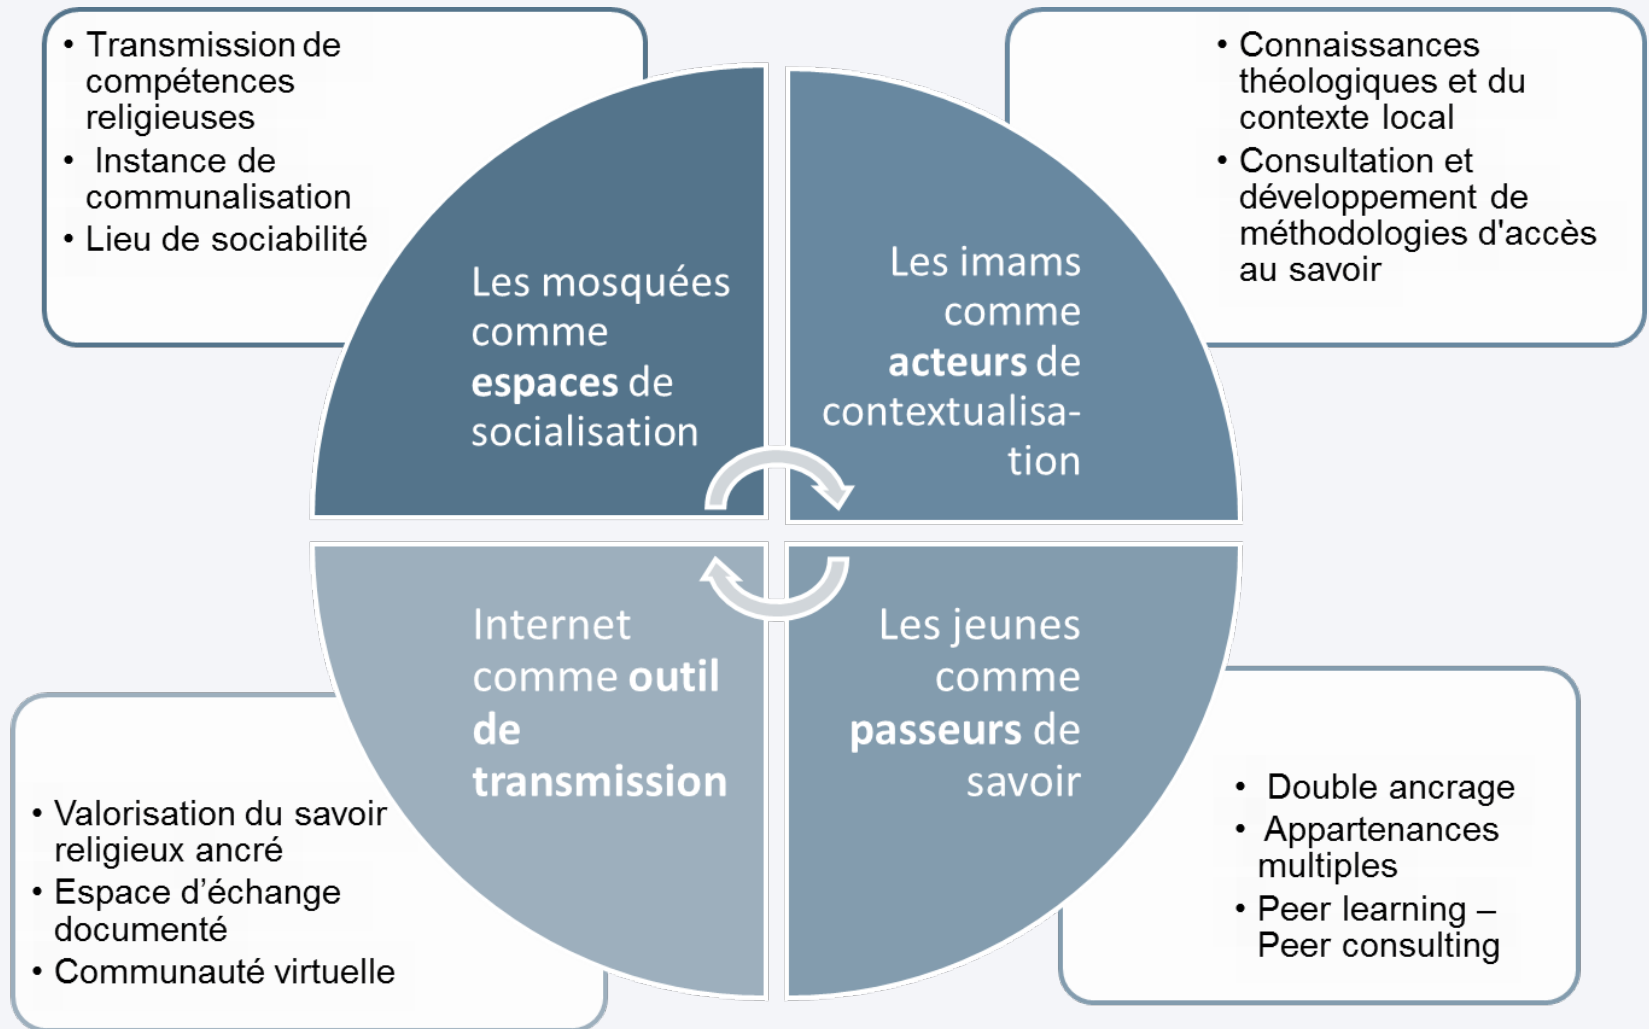 • Transmission de
compétences
religieuses
• Instance de
communalisation
• Lieu de sociabilité
• Connaissances
théologiques et du
contexte local
• Consultation et
développement de
méthodologies d'accès
au savoir
Les mosquées
comme
espaces de
socialisation
Les imams
comme
acteurs de
contextualisa-
tion
Internet
comme outil
de
transmission
Les jeunes
comme
passeurs de
savoir
• Valorisation du savoir
religieux ancré
• Espace d’échange
documenté
• Communauté virtuelle
• Double ancrage
• Appartenances
multiples
• Peer learning –
Peer consulting